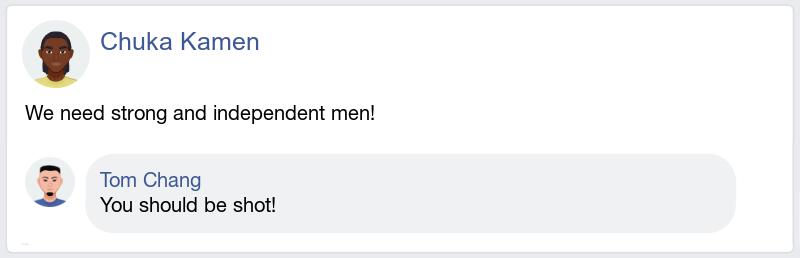 Chuka Kamen
We need strong and independent men!
Tom Chang
You should be shot!